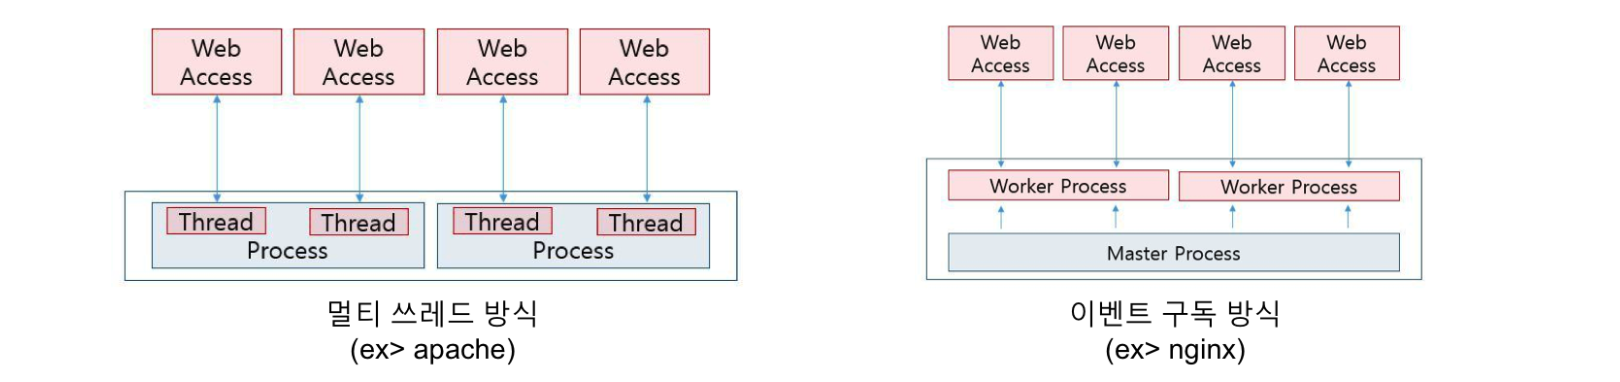 Web
Access
Web
Access
Web
Access
Web
Access
Thread
Thread
Process
Thread
Thread
Process
멀티 쓰레드 방식
(ex> apache)
Web
Access
Web
Access
Web
Access
Web
Access
Worker Process
Worker Process
Master Process
이벤트 구독 방식
(ex> nginx)